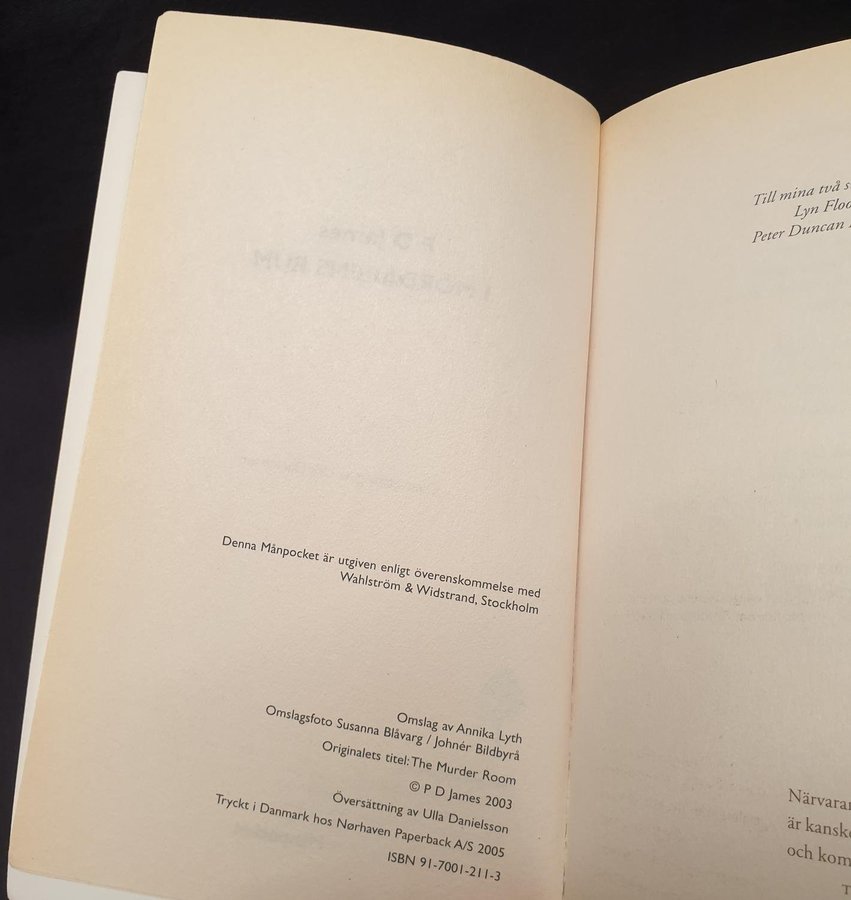 Denna Månpocket är utgiven enligt överenskommelse med
Wahlström & Widstrand, Stockholm
Omslag av Annika Lyth
Omslagsfoto Susanna Blåvarg / Johnér Bildbyrå
Originalets titel: The Murder Room
© P D James 2003
Översättning av Ulla Danielsson
Tryckt i Danmark hos Nørhaven Paperback A/S 2005
ISBN 91-7001-211-3
Till mina två s
Lyn Floo
Peter Duncan
Närvaran
är kansk
och kom
T